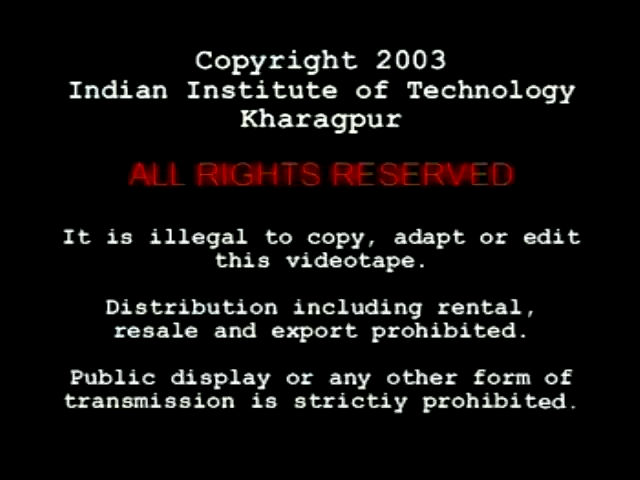 Copyright 2003
Indian Institute of Technology
Kharagpur
ALL RIGHTS RESERVED
It is illegal to copy, adapt or edit
this videotape.
Distribution including rental,
resale and export prohibited.
Public display or any other form of
transmission is strictiy prohibited.